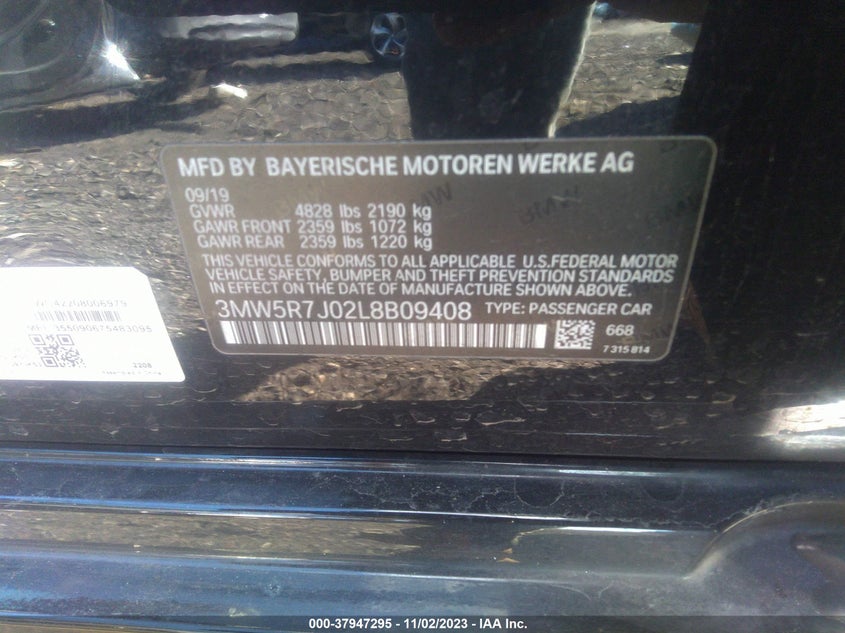 MFD BY BAYERISCHE MOTOREN WERKE AG
09/19
GVWR 4828 lbs 2190 kg
GAWR FRONT 2359 lbs 1072 kg
GAWR REAR 2359 lbs 1220 kg
THIS VEHICLE CONFORMS TO ALL APPLICABLE U.S.FEDERAL MOTOR
VEHICLE SAFETY, BUMPER AND THEFT PREVENTION STANDARDS
IN EFFECT ON THE DATE OF MANUFACTURE SHOWN ABOVE.
3MW5R7J02L8B09408 TYPE: PASSENGER CAR
668
7 315 814
355090675483095
2208
000-37947295 - 11/02/2023 - IAA Inc.